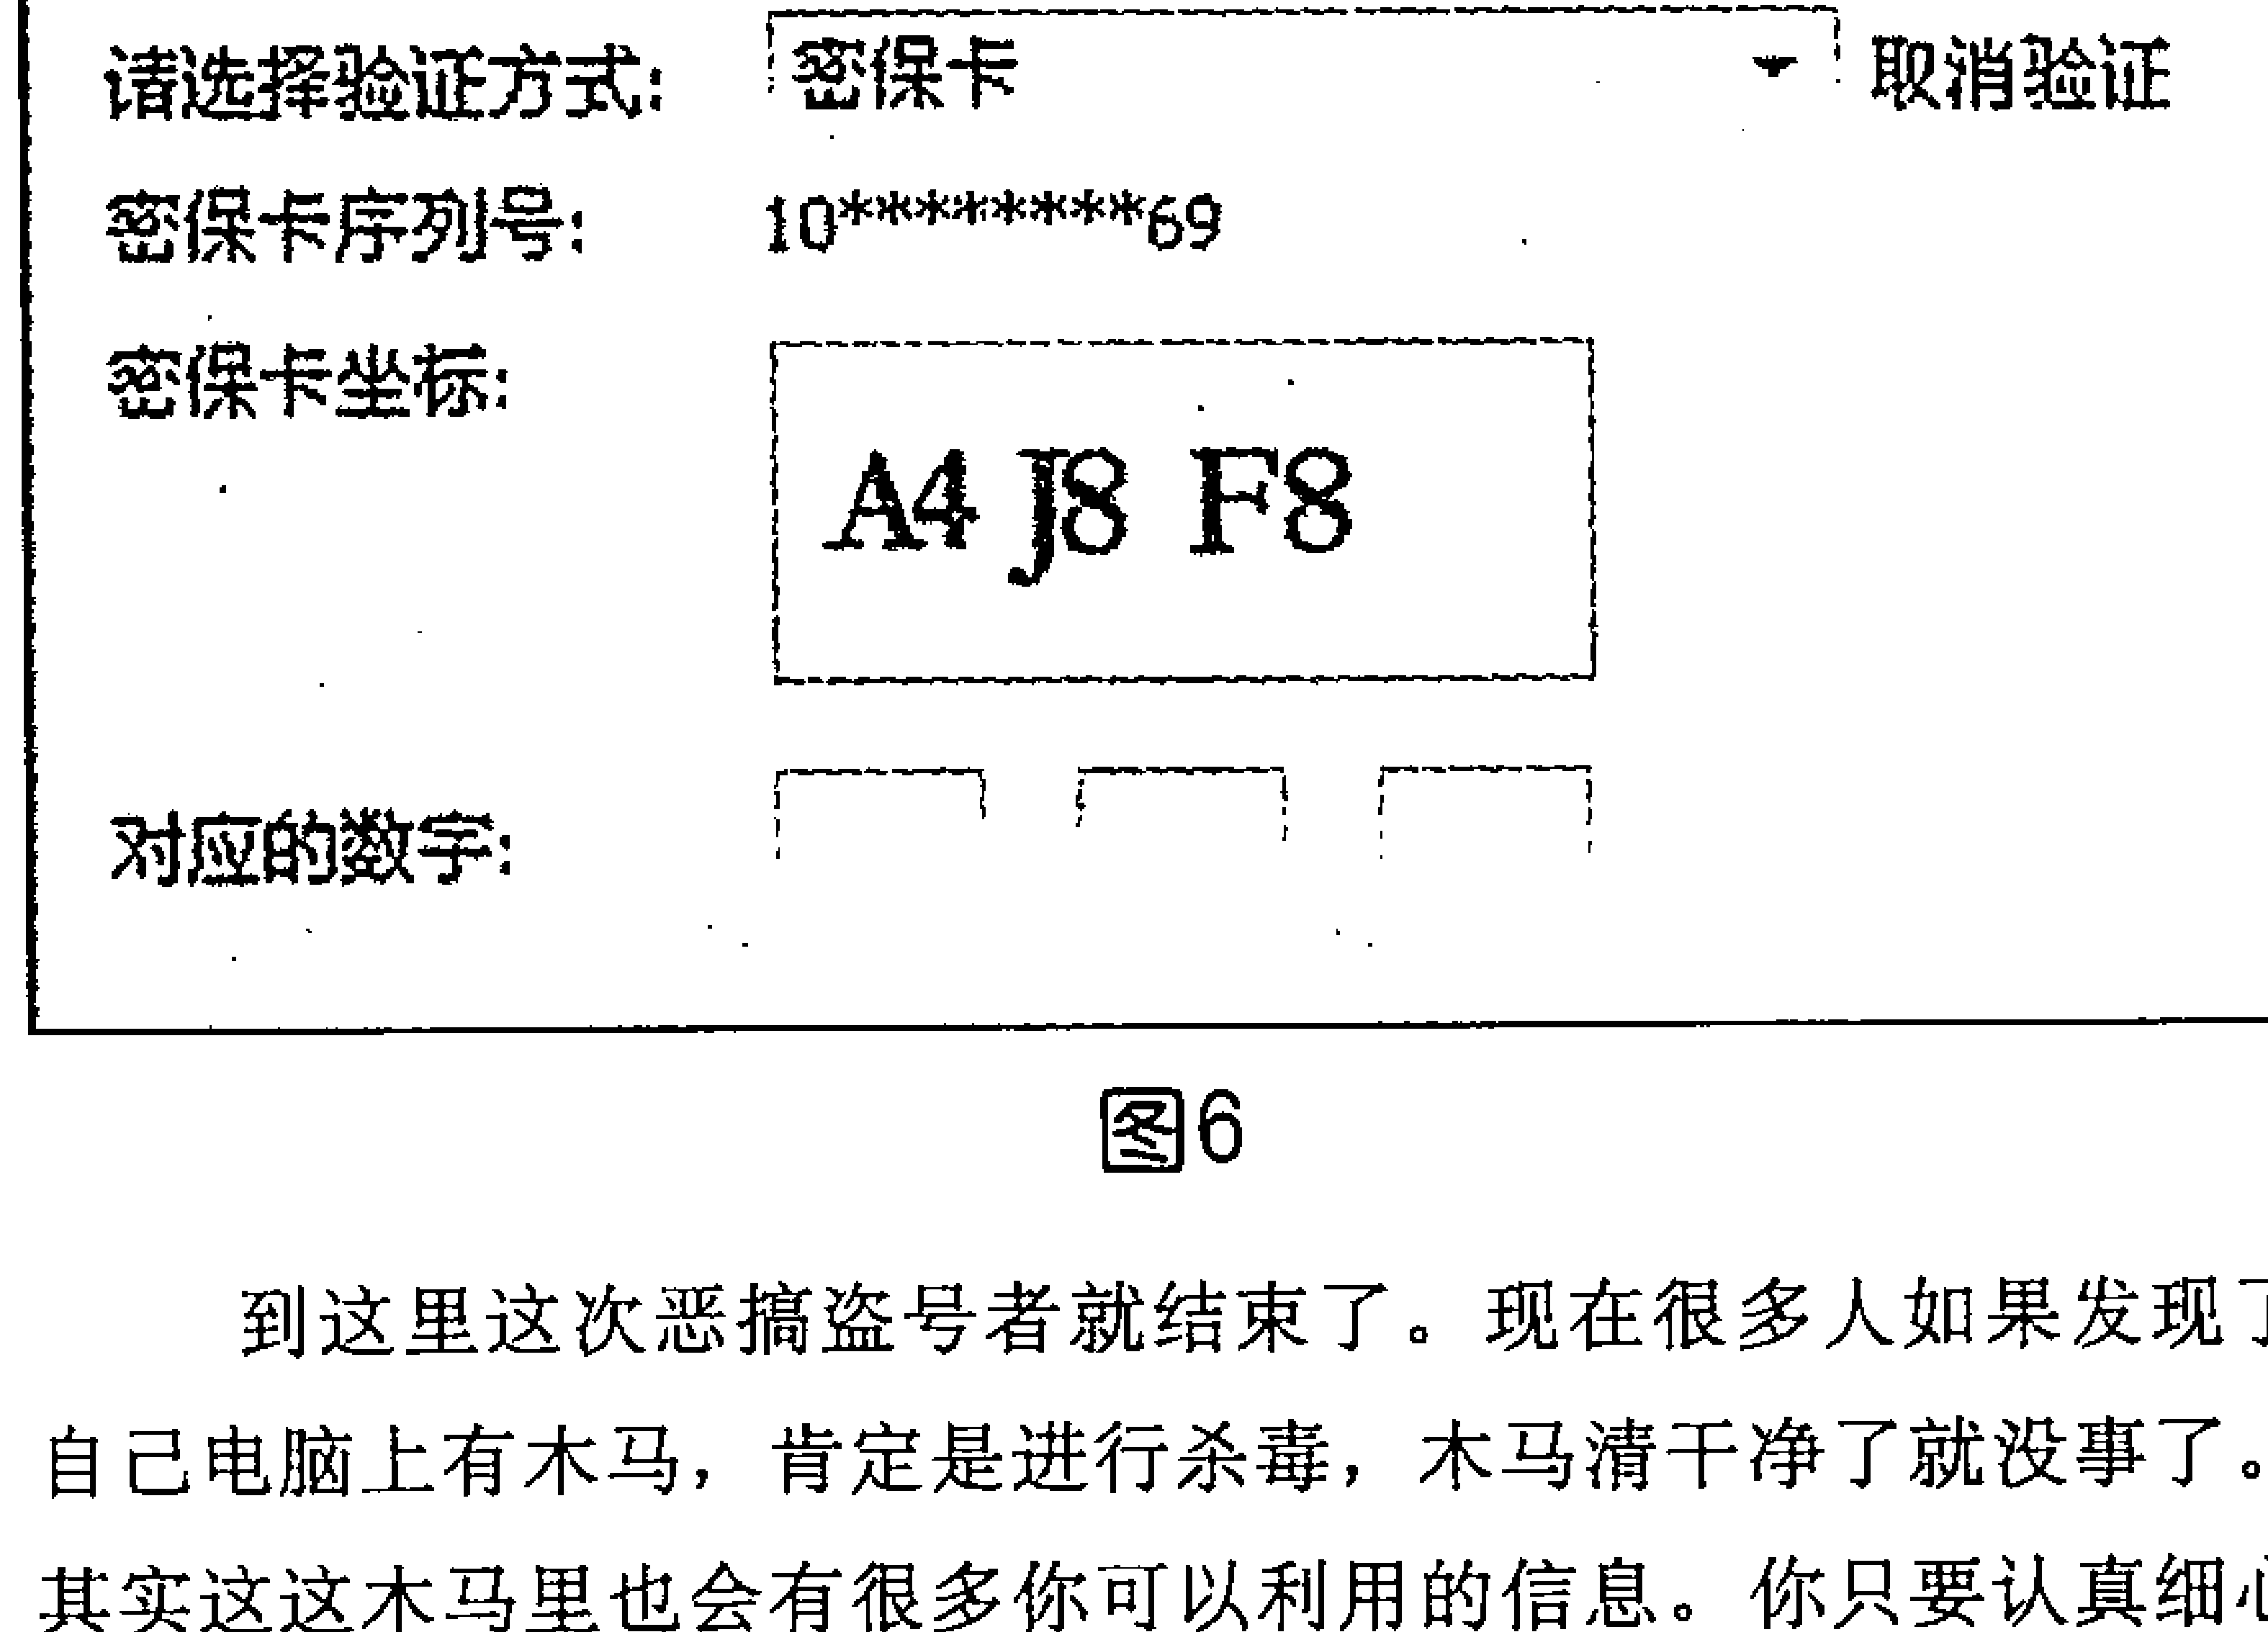 请选择验证方式: 密保卡 取消验证
密保卡序列号: 10********69
密保卡坐标:
A4 J8 F8
对应的数字:
图6
到这里这次恶搞盗号者就结束了。现在很多人如果发现了
自己电脑上有木马，肯定是进行杀毒，木马清干净了就没事了。
其实这这木马里也会有很多你可以利用的信息。你只要认真细心